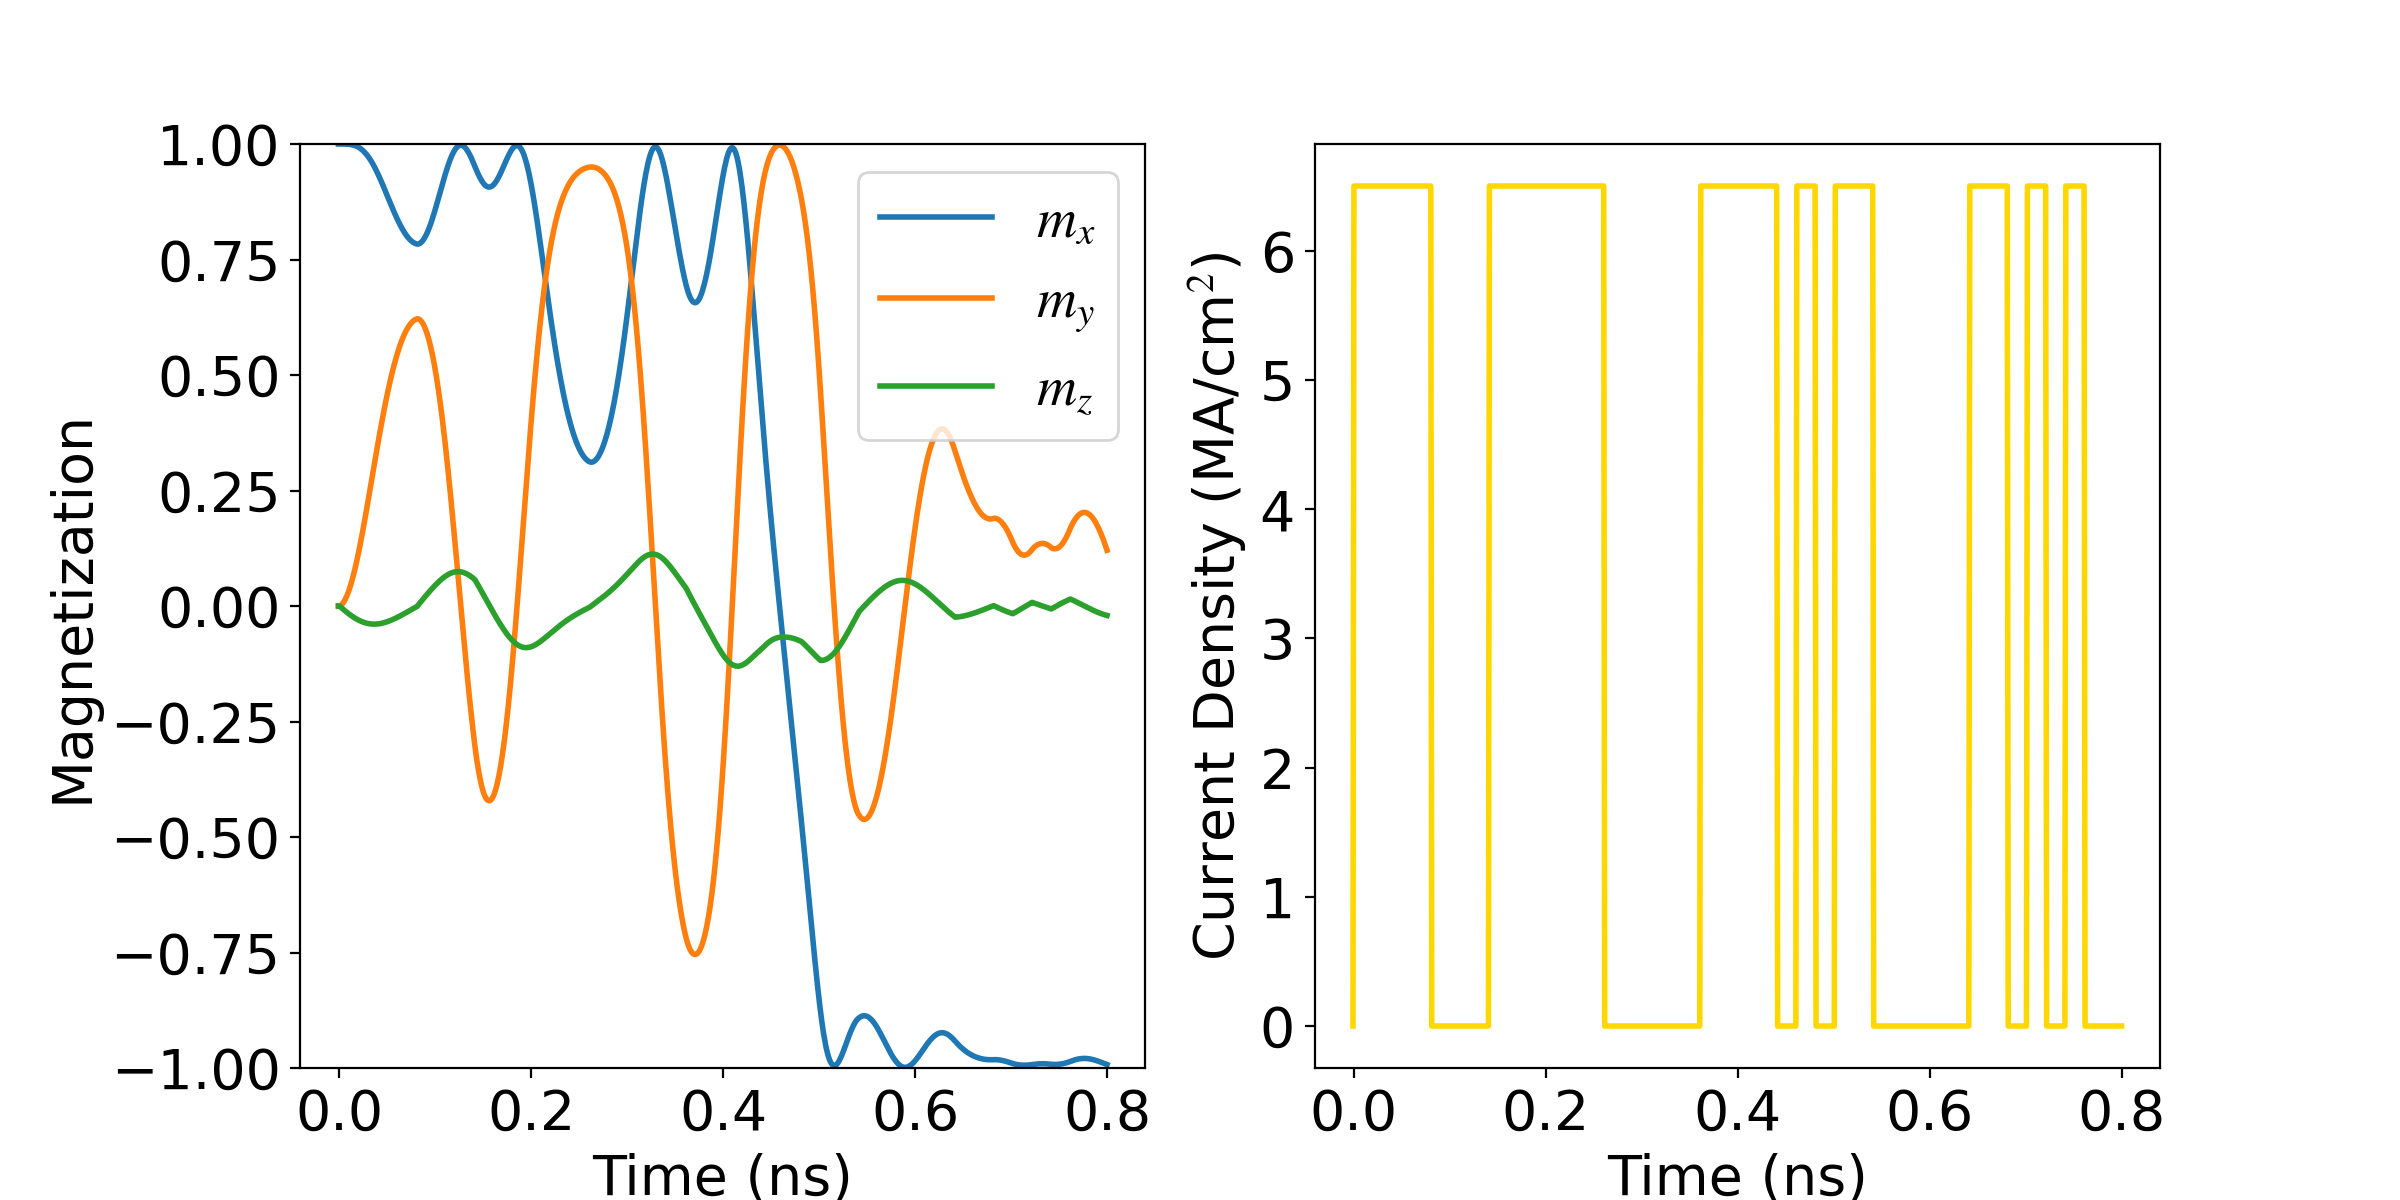 Magnetization
1.00
0.75
0.50
0.25
0.00
−0.25
−0.50
−0.75
−1.00
0.0 0.2 0.4 0.6 0.8
Time (ns)
m_x
m_y
m_z
Current Density (MA/cm²)
6
5
4
3
2
1
0
0.0 0.2 0.4 0.6 0.8
Time (ns)